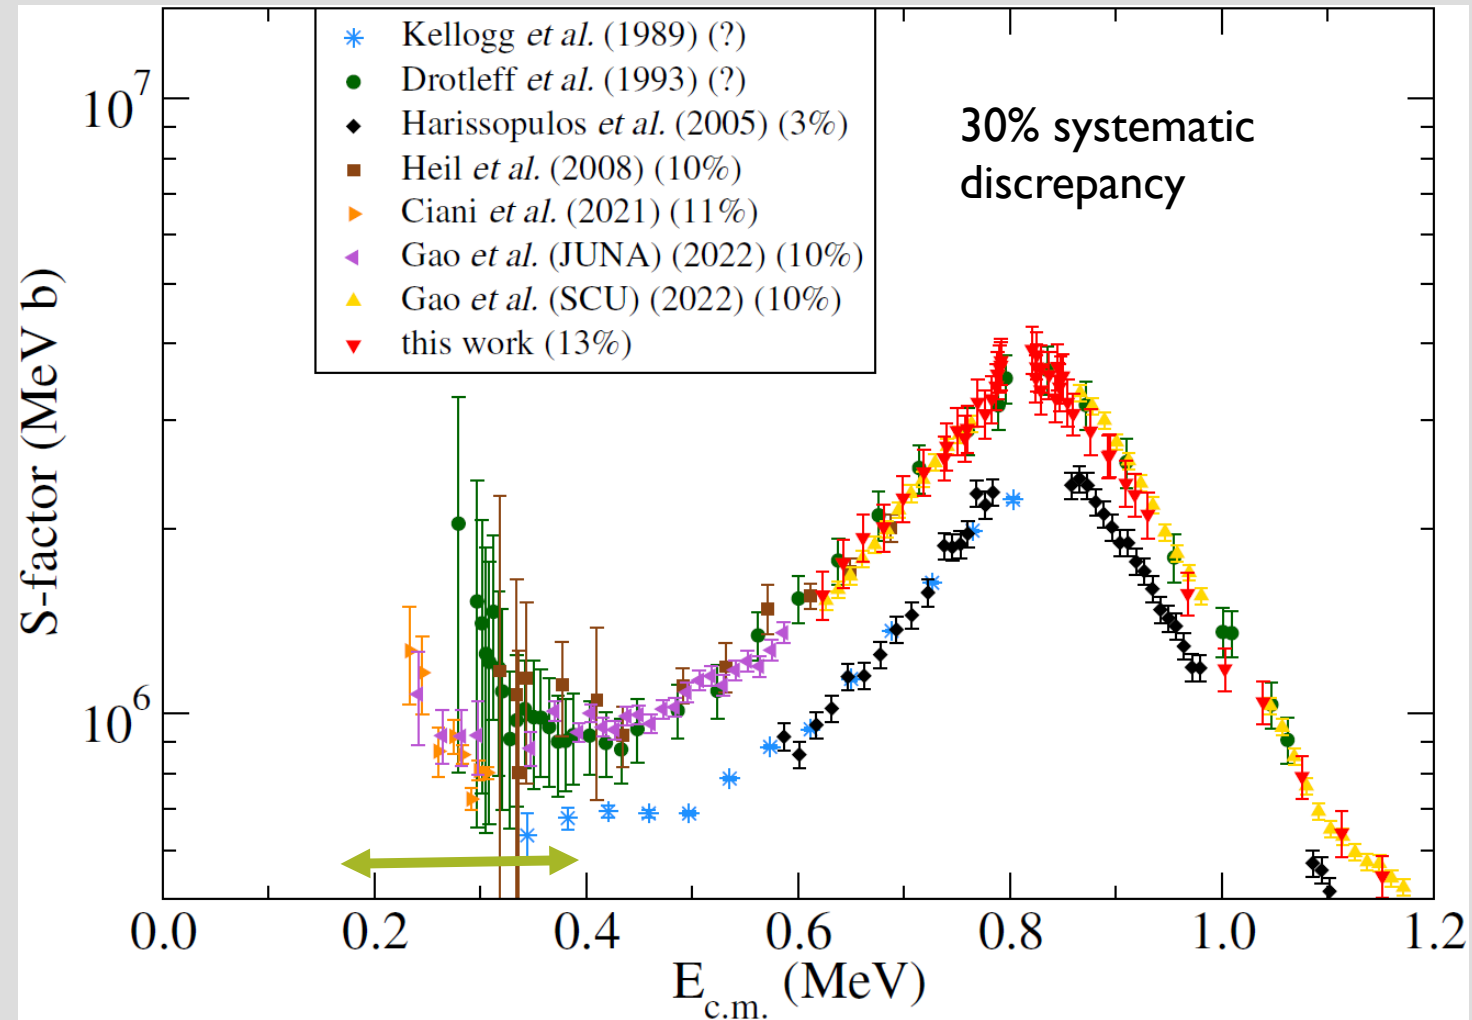 Kellogg et al. (1989) (?)
Drotleff et al. (1993) (?)
Harissopulos et al. (2005) (3%)
Heil et al. (2008) (10%)
Ciani et al. (2021) (11%)
Gao et al. (JUNA) (2022) (10%)
Gao et al. (SCU) (2022) (10%)
this work (13%)
30% systematic
discrepancy
10^7
10^6
S-factor (MeV b)
0.0 0.2 0.4 0.6 0.8 1.0 1.2
E_c.m. (MeV)